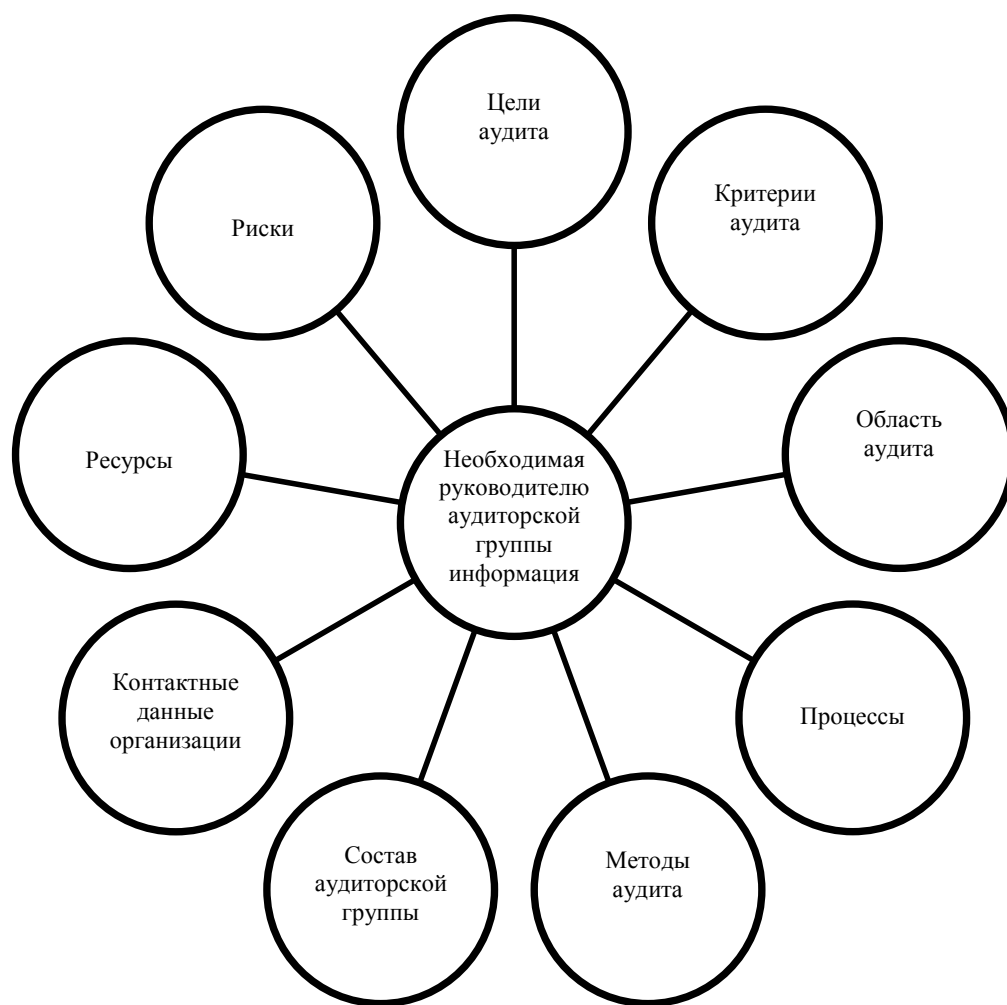 Цели
аудита
Критерии
аудита
Риски
Область
аудита
Ресурсы
Необходимая
руководителю
аудиторской
группы
информация
Контактные
данные
организации
Процессы
Состав
аудиторской
группы
Методы
аудита